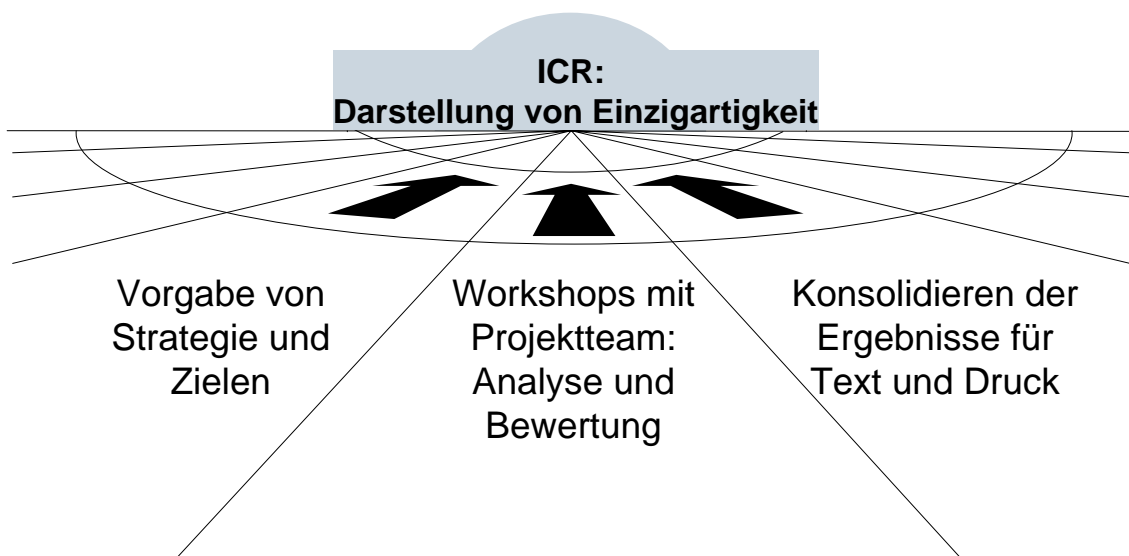 ICR:
Darstellung von Einzigartigkeit
Vorgabe von
Strategie und
Zielen
Workshops mit
Projektteam:
Analyse und
Bewertung
Konsolidieren der
Ergebnisse für
Text und Druck